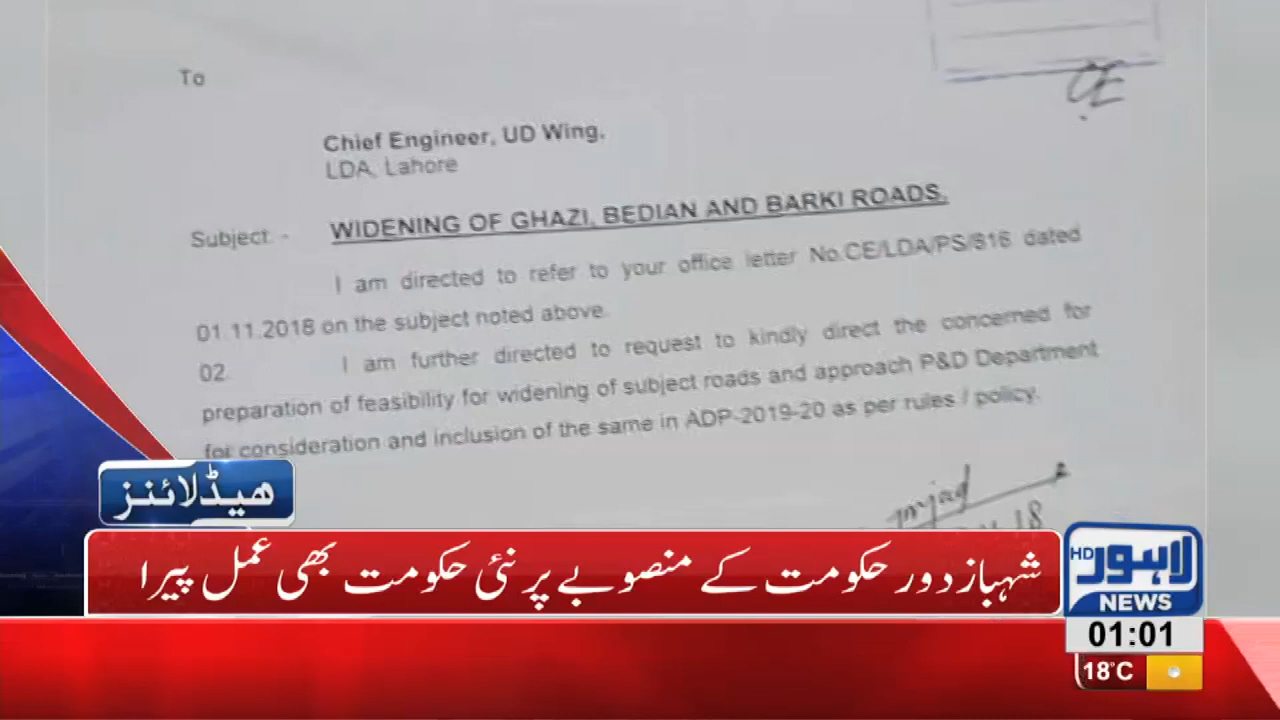 To
CE
Chief Engineer, UD Wing,
LDA, Lahore
Subject:- WIDENING OF GHAZI, BEDIAN AND BARKI ROADS.
I am directed to refer to your office letter No.CE/LDA/PS/816 dated
01.11.2018 on the subject noted above.
02. I am further directed to request to kindly direct the concerned for
preparation of feasibility for widening of subject roads and approach P&D Department
for consideration and inclusion of the same in ADP-2019-20 as per rules / policy.
ھیڈلائنز
شہباز دور حکومت کے منصوبے پر نئی حکومت بھی عمل پیرا
HD لاہور
NEWS
01:01
18°C